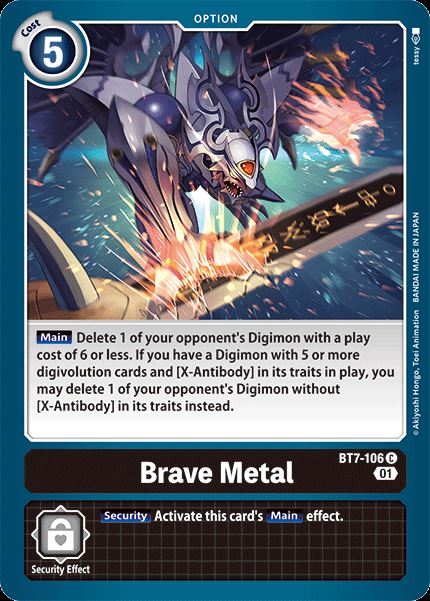 OPTION
Cost
5
tessy
Main Delete 1 of your opponent's Digimon with a play
cost of 6 or less. If you have a Digimon with 5 or more
digivolution cards and [X-Antibody] in its traits in play, you
may delete 1 of your opponent's Digimon without
[X-Antibody] in its traits instead.
©Akiyoshi Hongo, Toei Animation BANDAI MADE IN JAPAN
BT7-106 C
01
Brave Metal
Security Activate this card's Main effect.
Security Effect